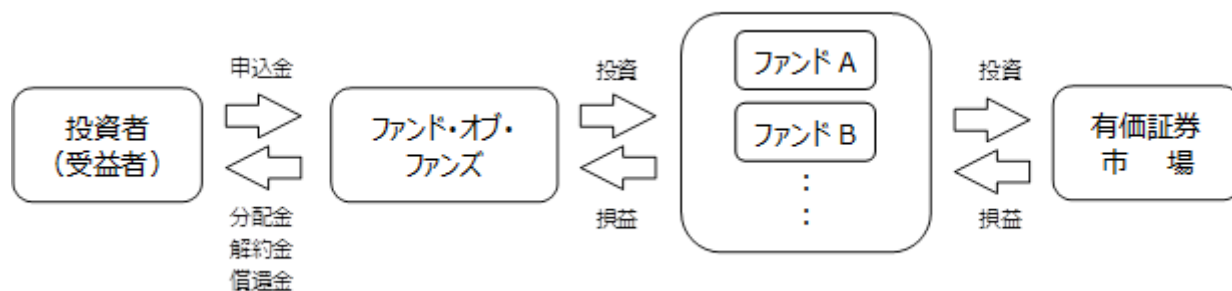 投資者
（受益者）
申込金
分配金
解約金
償還金
ファンド・オブ・
ファンズ
投資
損益
ファンド A
ファンド B
：
：
投資
損益
有価証券
市　場